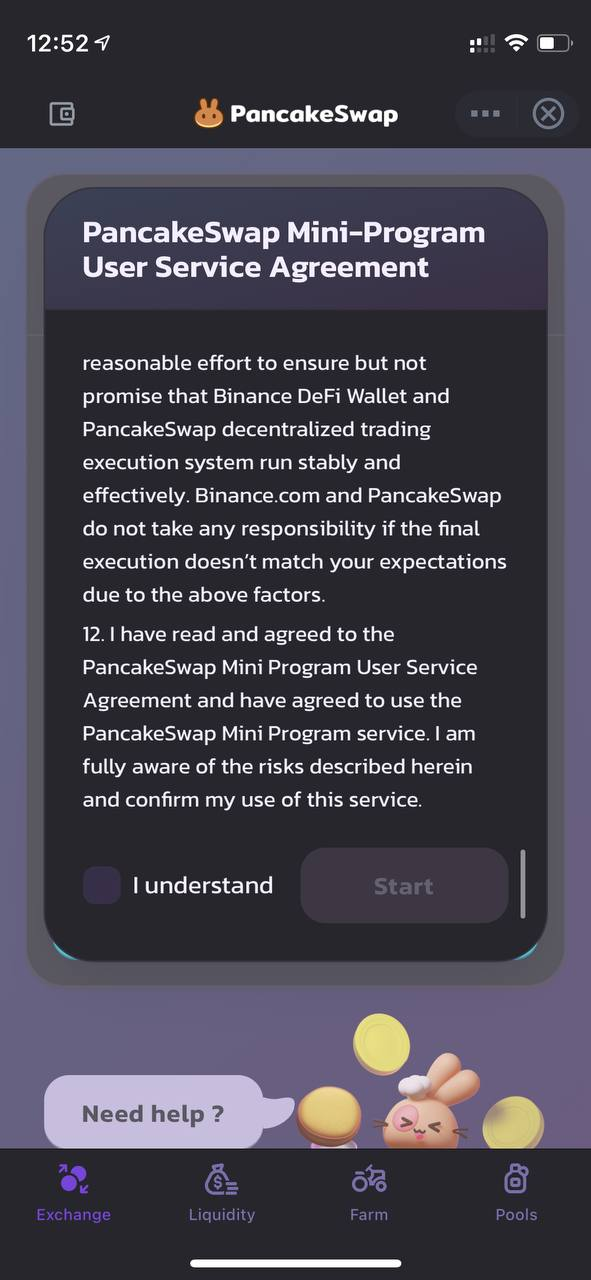 12:52
PancakeSwap
PancakeSwap Mini-Program
User Service Agreement
reasonable effort to ensure but not
promise that Binance DeFi Wallet and
PancakeSwap decentralized trading
execution system run stably and
effectively. Binance.com and PancakeSwap
do not take any responsibility if the final
execution doesn’t match your expectations
due to the above factors.
12. I have read and agreed to the
PancakeSwap Mini Program User Service
Agreement and have agreed to use the
PancakeSwap Mini Program service. I am
fully aware of the risks described herein
and confirm my use of this service.
I understand
Start
Need help ?
Exchange
Liquidity
Farm
Pools